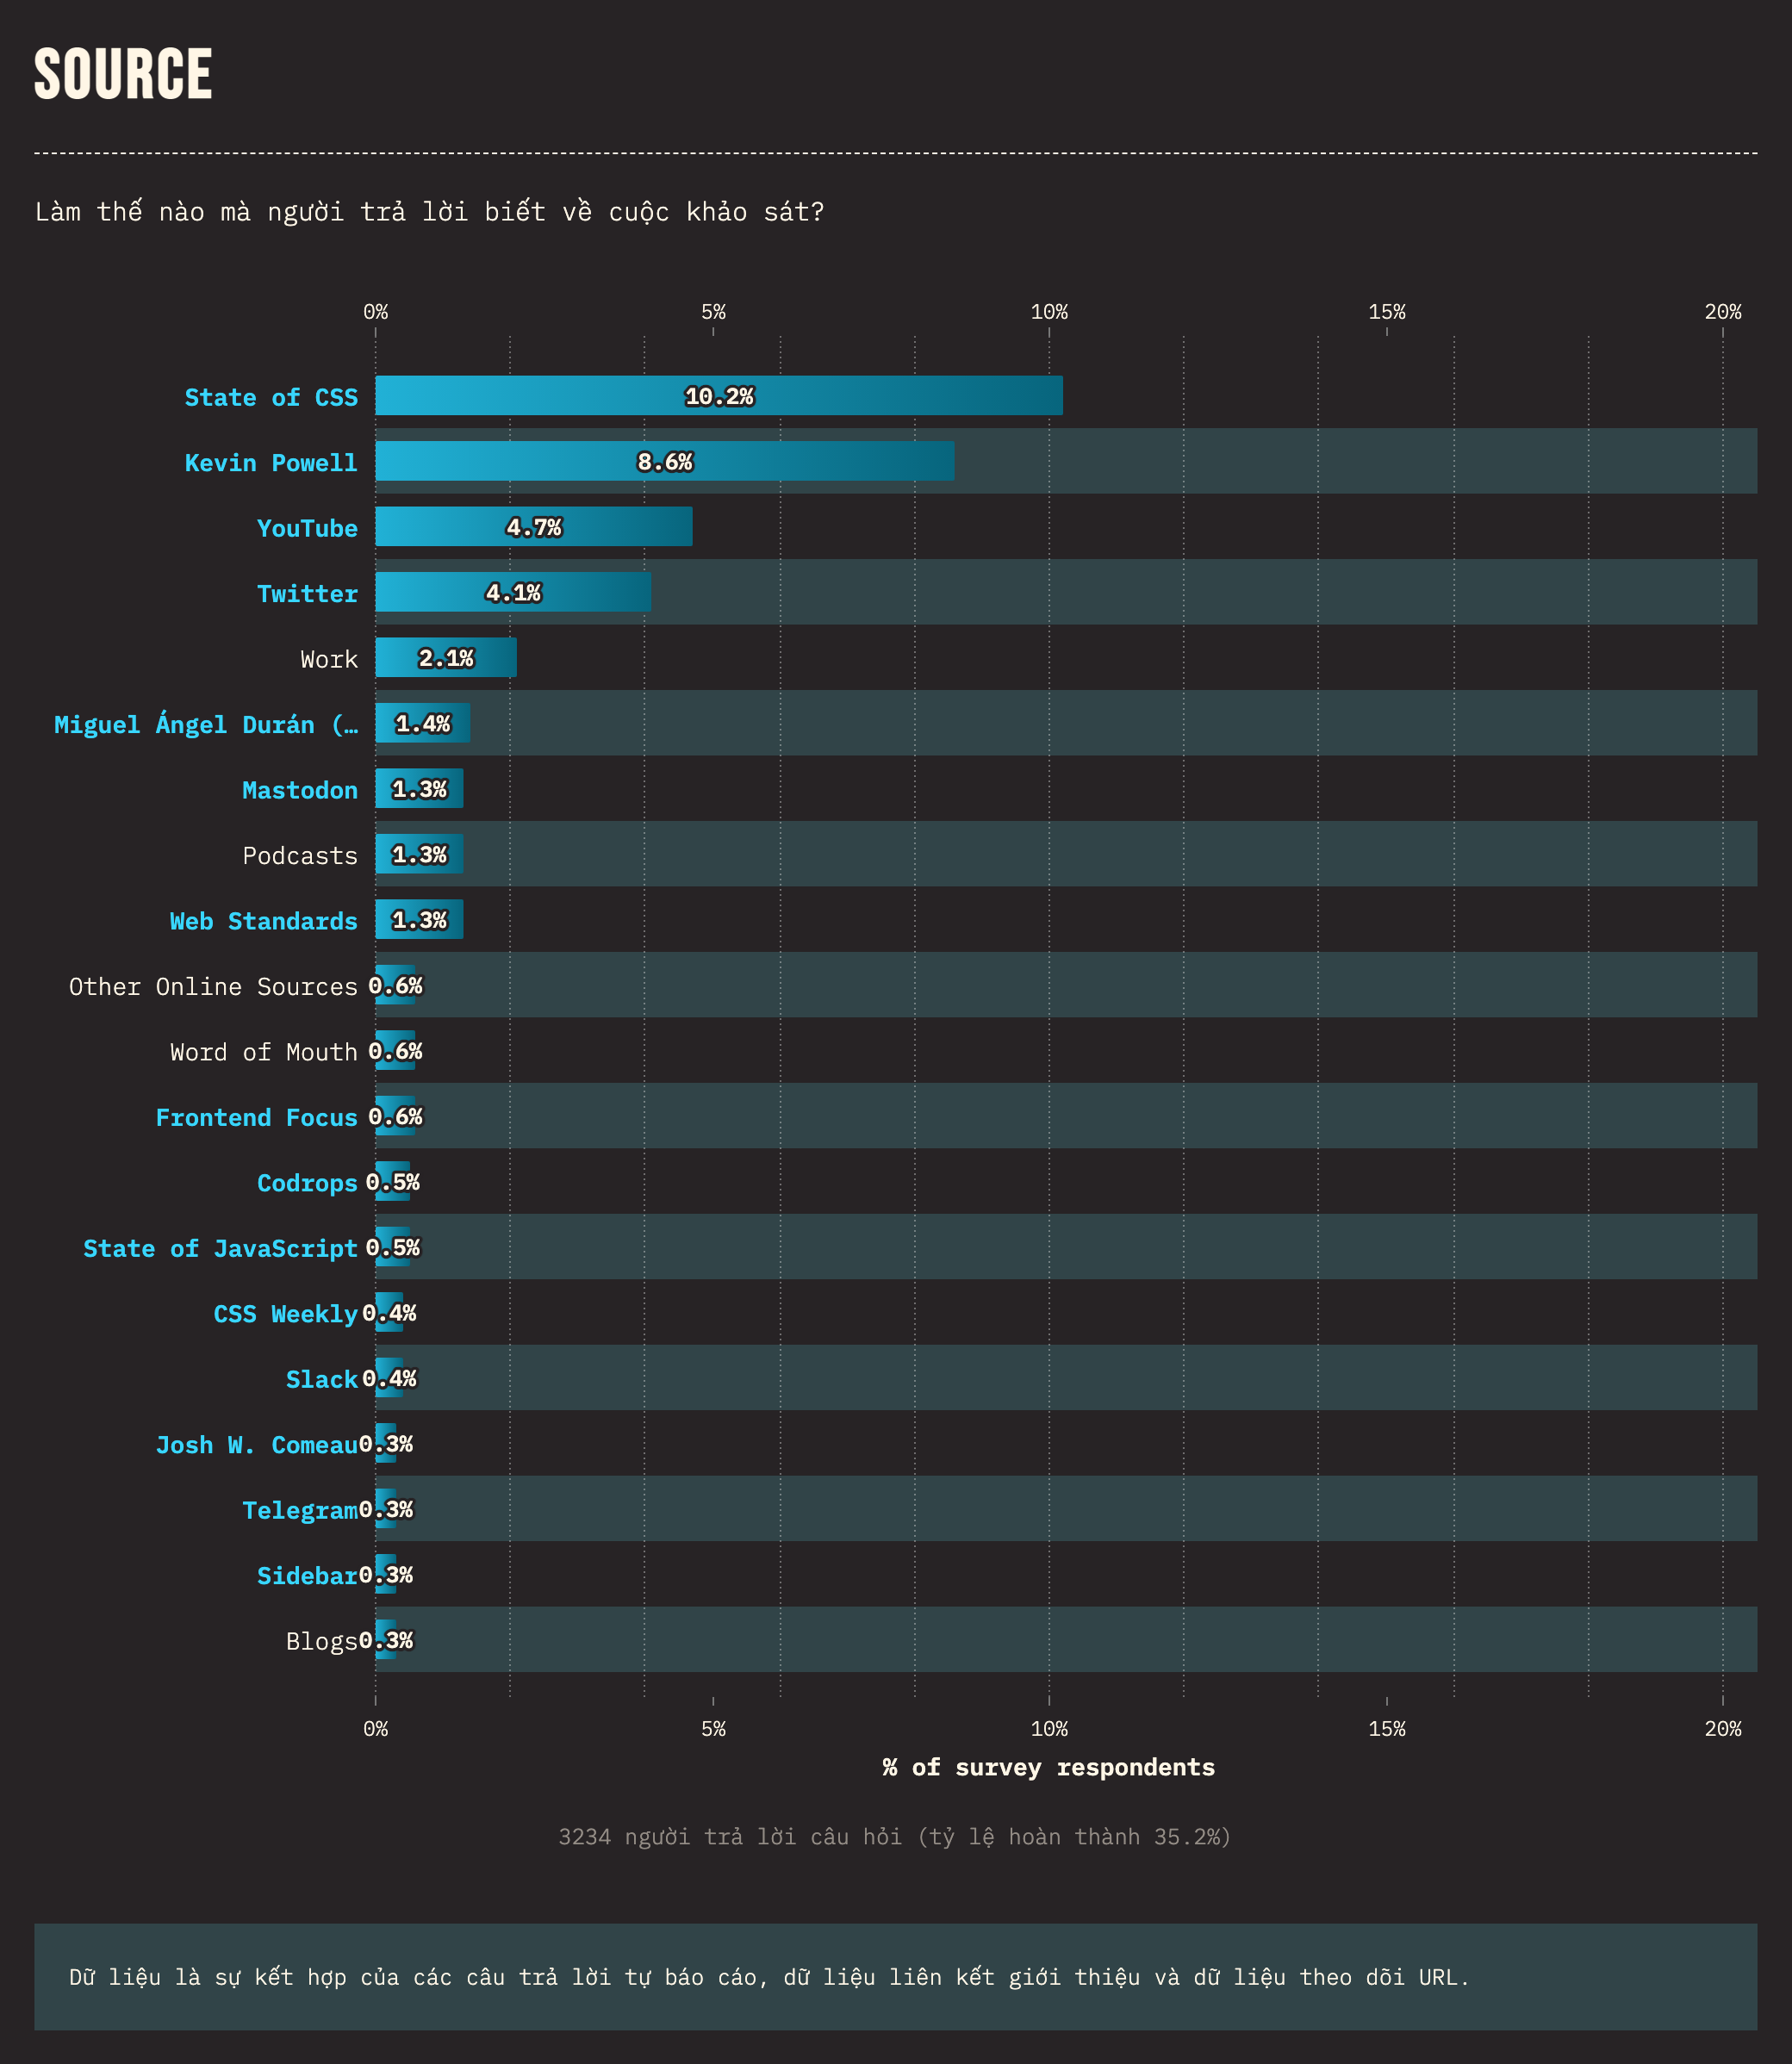 SOURCE
Làm thế nào mà người trả lời biết về cuộc khảo sát?
0% 5% 10% 15% 20%
State of CSS 10.2%
Kevin Powell 8.6%
YouTube 4.7%
Twitter 4.1%
Work 2.1%
Miguel Ángel Durán (… 1.4%
Mastodon 1.3%
Podcasts 1.3%
Web Standards 1.3%
Other Online Sources 0.6%
Word of Mouth 0.6%
Frontend Focus 0.6%
Codrops 0.5%
State of JavaScript 0.5%
CSS Weekly 0.4%
Slack 0.4%
Josh W. Comeau 0.3%
Telegram 0.3%
Sidebar 0.3%
Blogs 0.3%
0% 5% 10% 15% 20%
% of survey respondents
3234 người trả lời câu hỏi (tỷ lệ hoàn thành 35.2%)
Dữ liệu là sự kết hợp của các câu trả lời tự báo cáo, dữ liệu liên kết giới thiệu và dữ liệu theo dõi URL.